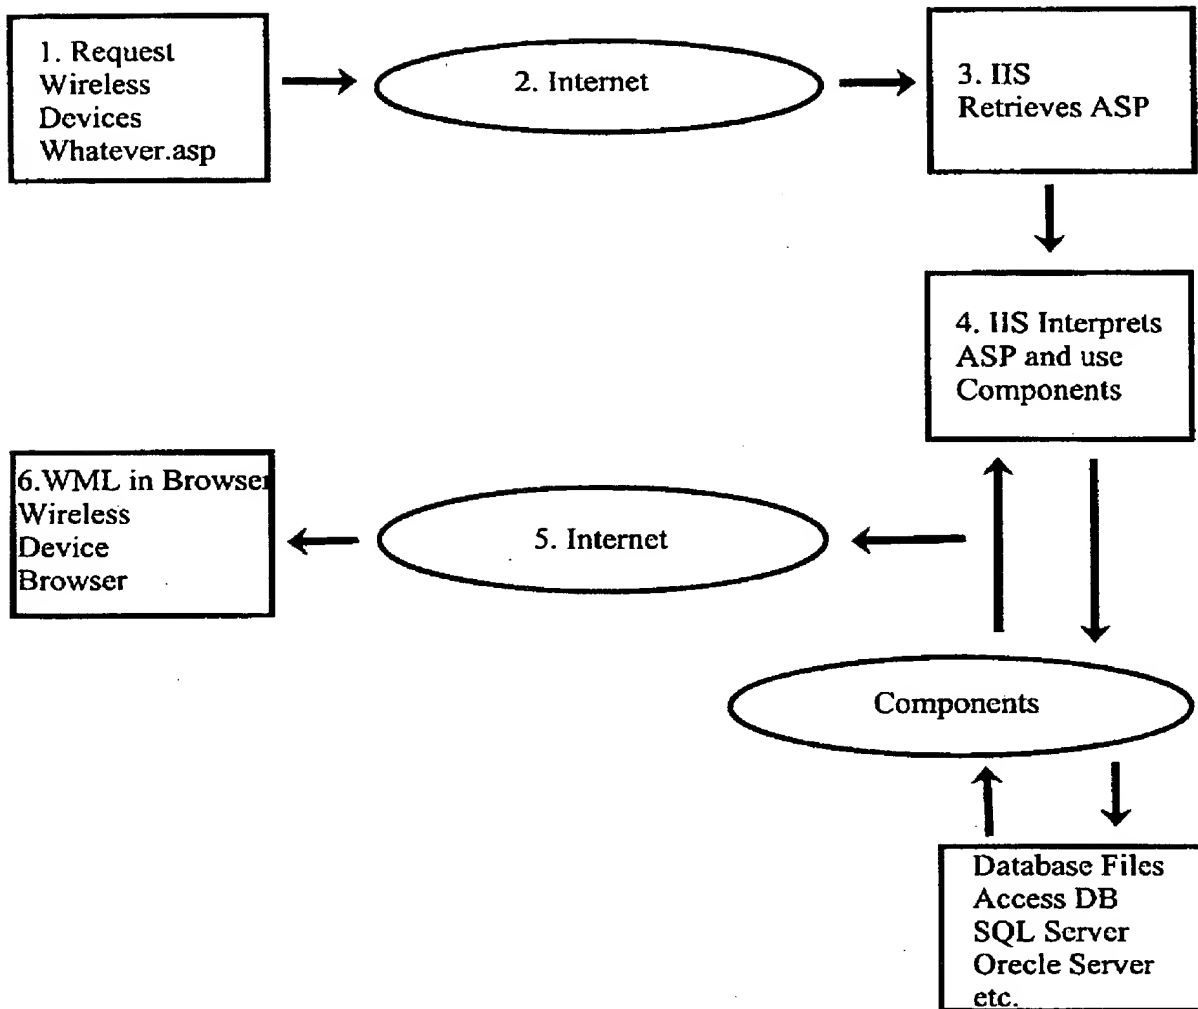 1. Request
Wireless
Devices
Whatever.asp
2. Internet
3. IIS
Retrieves ASP
4. IIS Interprets
ASP and use
Components
6.WML in Browser
Wireless
Device
Browser
5. Internet
Components
Database Files
Access DB
SQL Server
Orecle Server
etc.